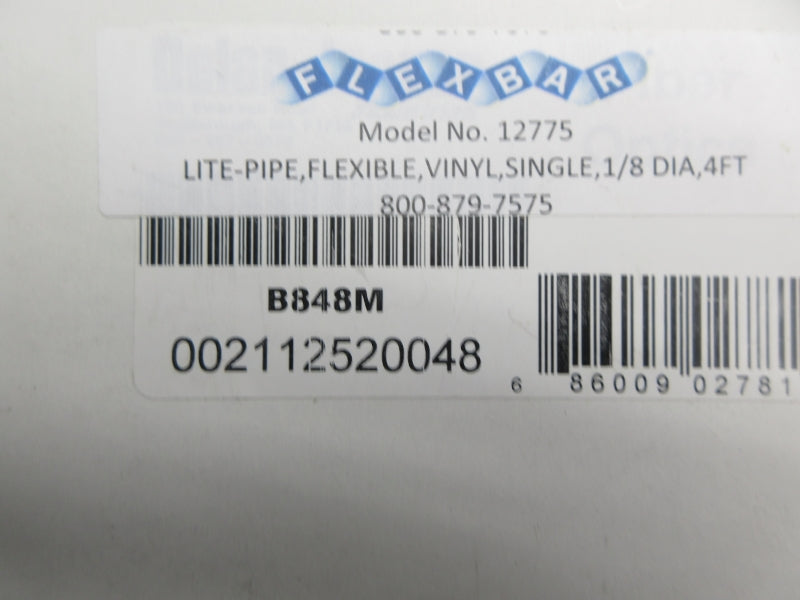 FLEXBAR
Model No. 12775
LITE-PIPE,FLEXIBLE,VINYL,SINGLE,1/8 DIA,4FT
800-879-7575
B848M
002112520048
6 86009 02781